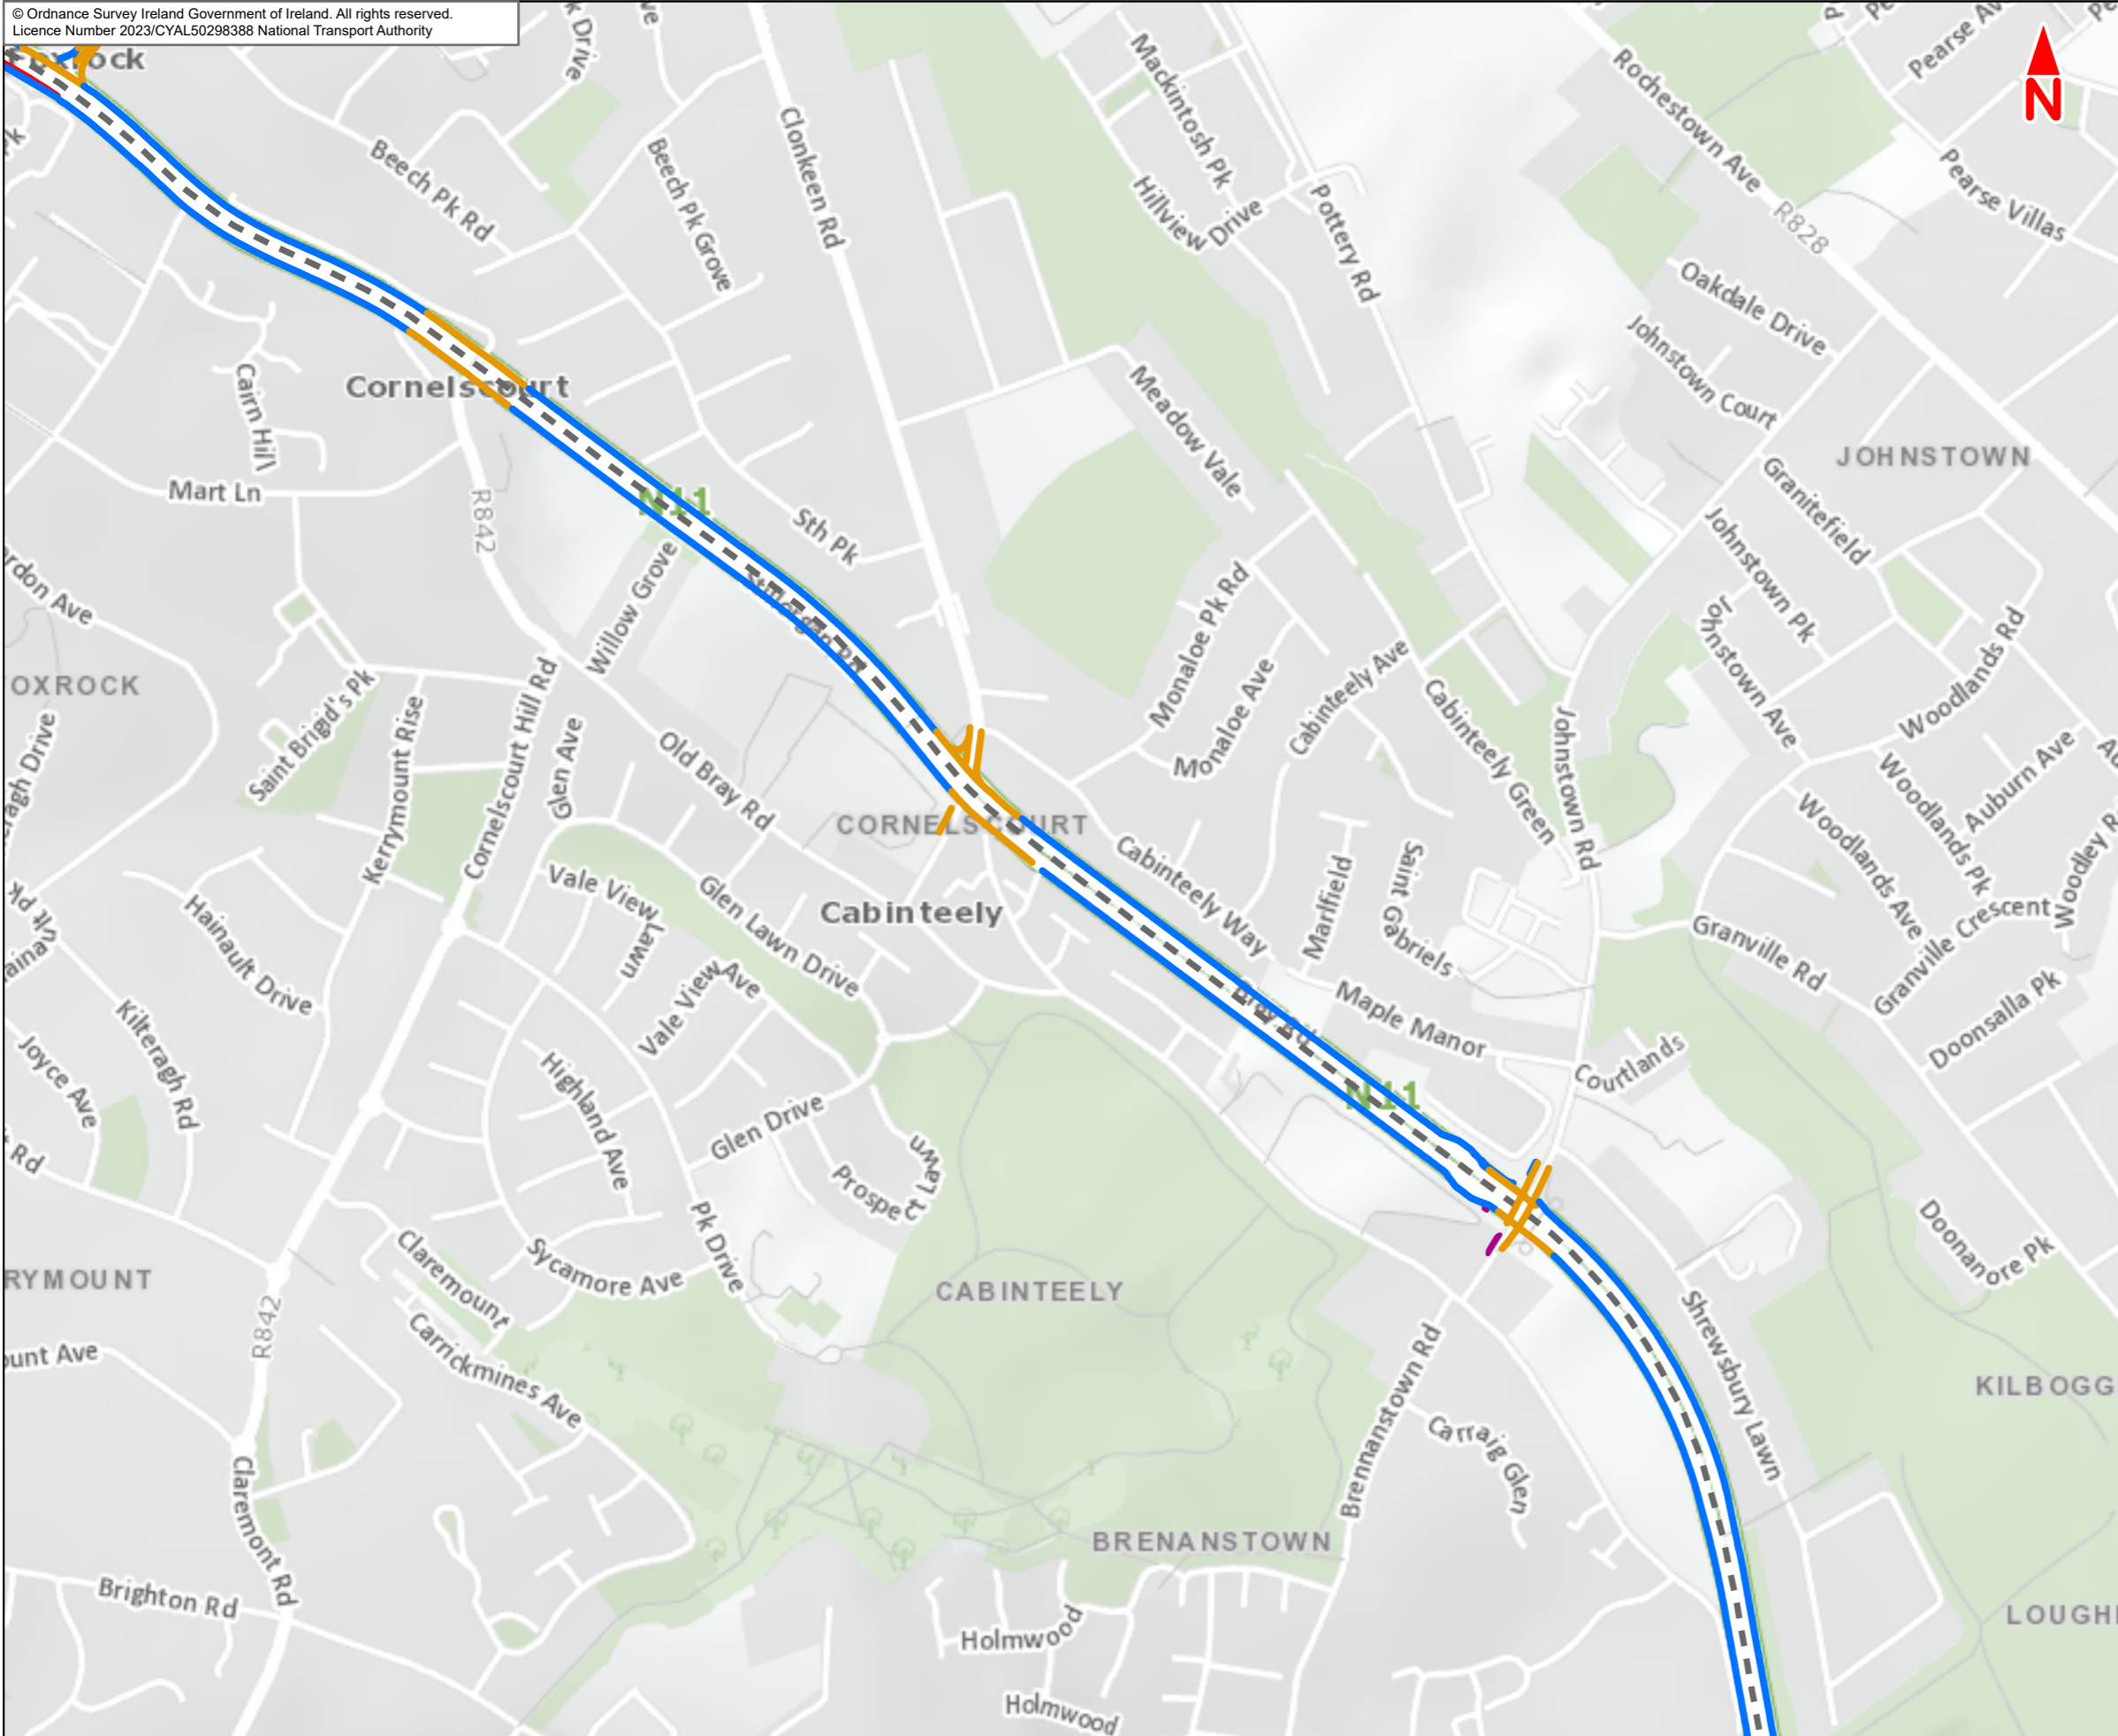 © Ordnance Survey Ireland Government of Ireland. All rights reserved.
Licence Number 2023/CYAL50298388 National Transport Authority
N
Beech Pk Rd
Beech Pk Grove
Clonkeen Rd
Mackintosh Pk
Hillview Drive
Pottery Rd
Rochestown Ave
R828
Pearse Villas
Oakdale Drive
Johnstown Court
JOHNSTOWN
Cairn Hill
Cornelscourt
Mart Ln
R842
N11
Sth Pk
Meadow Vale
Granitefield
Johnstown Pk
Johnstown Ave
Woodlands Rd
Willow Grove
Monaloe Pk Rd
Monaloe Ave
Cabinteely Ave
Cabinteely Green
Johnstown Rd
OXROCK
Saint Brigid's Pk
Kerrymount Rise
Cornelscourt Hill Rd
Glen Ave
Old Bray Rd
CORNELSCOURT
Cabinteely
Cabinteely Way
Marlfield
Saint Gabriels
Woodlands Pk
Auburn Ave
Woodlands Ave
Granville Crescent
Granville Rd
Doonsalla Pk
Hainault Drive
Vale View Lawn
Glen Lawn Drive
Vale View Ave
Kilteragh Rd
Joyce Ave
Highland Ave
Glen Drive
Prospect Lawn
Bray Rd
Maple Manor
Courtlands
N11
Pk Drive
Sycamore Ave
Claremount
Carrickmines Ave
RYMOUNT
R842
CABINTEELY
Doonanore Pk
Shrewsbury Lawn
KILBOGG
Brennanstown Rd
Carraig Glen
BRENANSTOWN
Claremont Rd
Brighton Rd
Holmwood
Holmwood
LOUGH